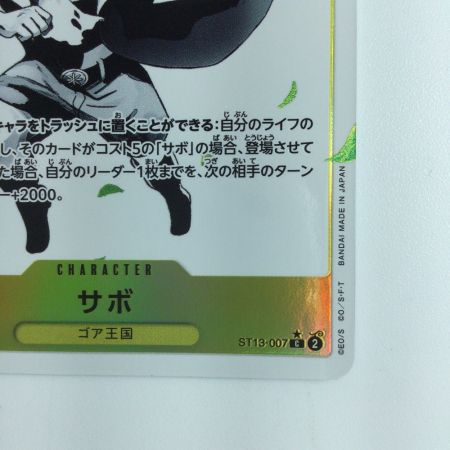 キャラをトラッシュに置くことができる：自分のライフの
し、そのカードがコスト5の「サボ」の場合、登場させて
た場合、自分のリーダー1枚までを、次の相手のターン
ー+2000。
CHARACTER
サボ
ゴア王国
ST13-007 C 2
©E.O/S ©O/S・F・T BANDAI MADE IN JAPAN